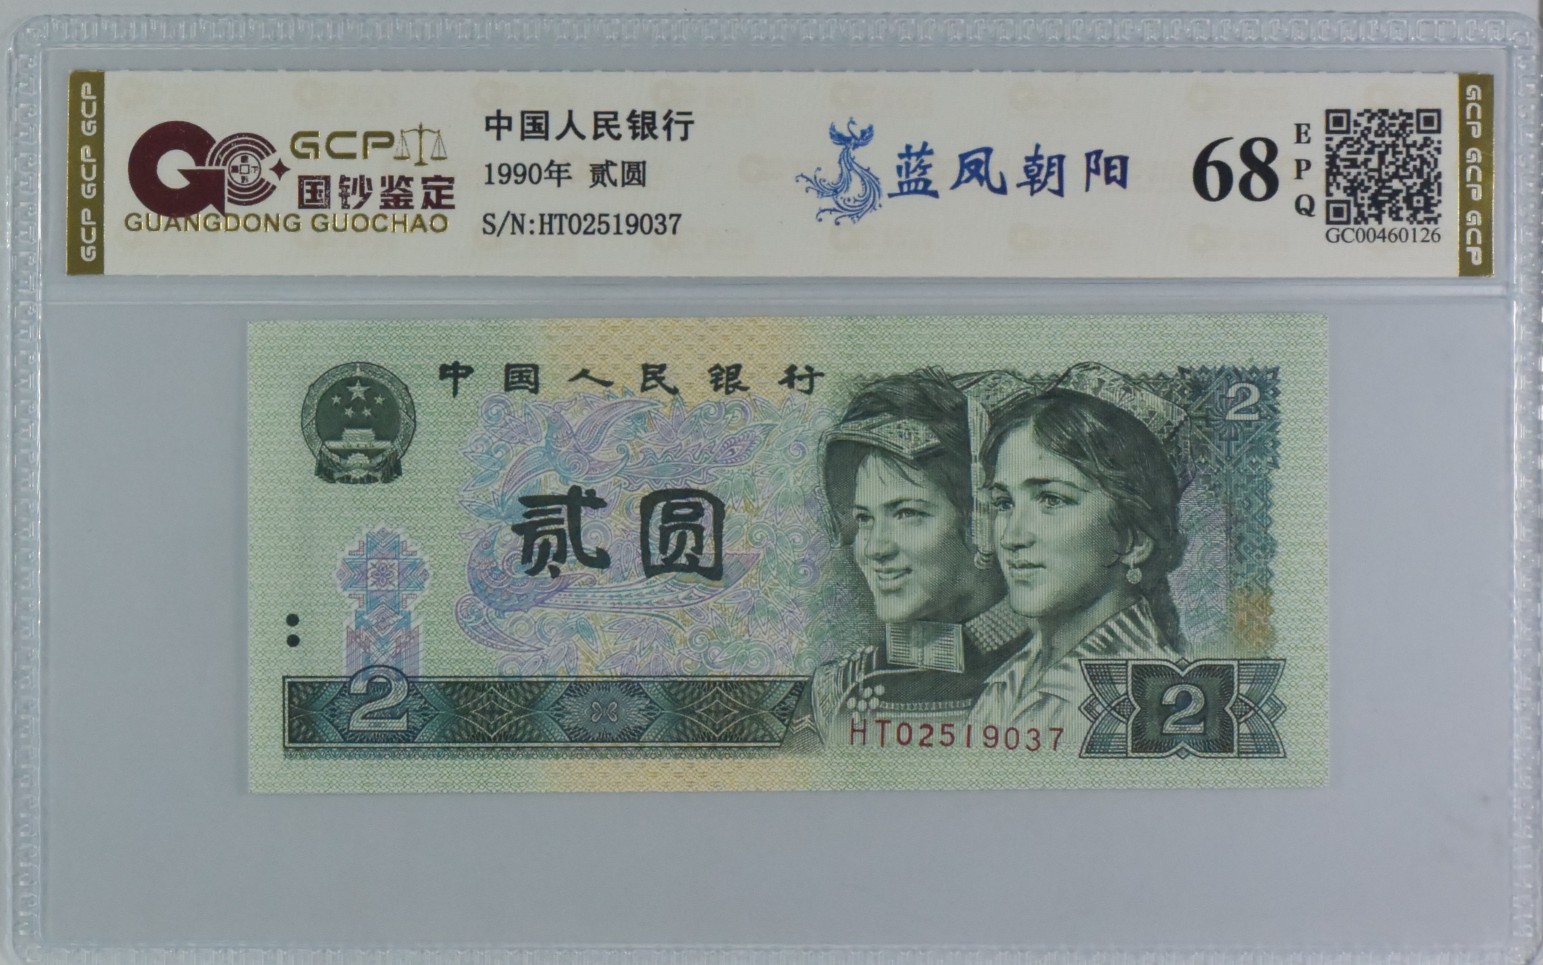 GCP GCP GCP
GCP
国钞鉴定
GUANGDONG GUOCHAO
中国人民银行
1990年 贰圆
S/N:HT02519037
蓝凤朝阳
68
EPQ
GC00460126
GCP GCP GCP
中国人民银行
2
贰圆
2
HT02519037
2